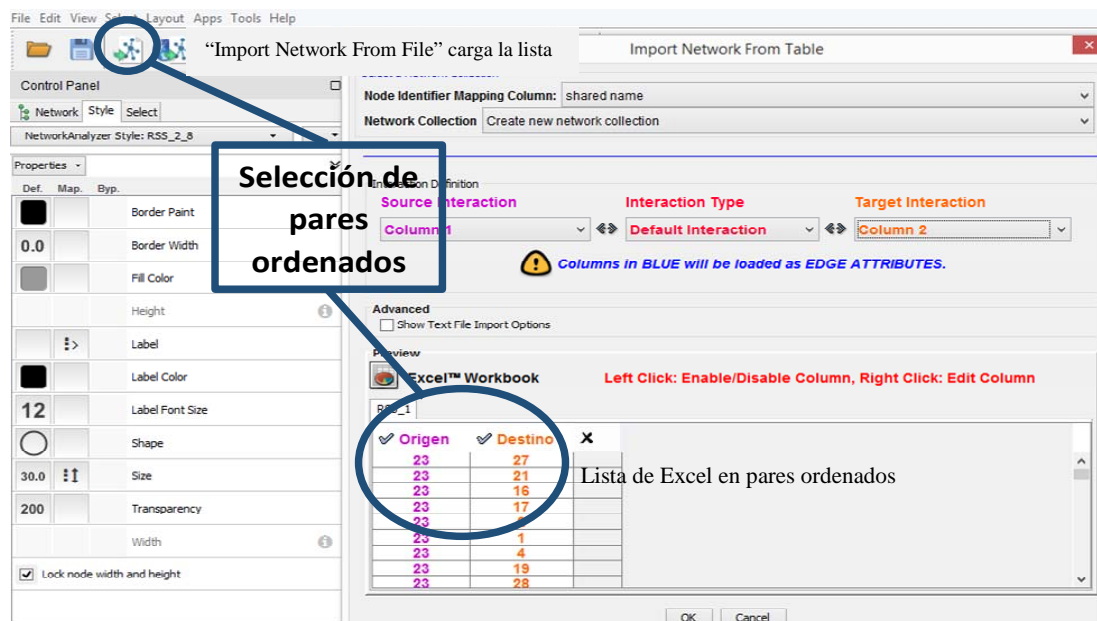 File Edit View Select Layout Apps Tools Help
“Import Network From File” carga la lista
Import Network From Table
Control Panel
Network Style Select
NetworkAnalyzer Style: RSS_2_8
Properties
Def. Map. Byp.
Border Paint
0.0 Border Width
Fill Color
Height
Label
Label Color
12 Label Font Size
Shape
30.0 Size
200 Transparency
Width
Lock node width and height
Selección de
pares
ordenados
Node Identifier Mapping Column: shared name
Network Collection Create new network collection
Interaction Definition
Source Interaction Interaction Type Target Interaction
Column 1 Default Interaction Column 2
Columns in BLUE will be loaded as EDGE ATTRIBUTES.
Advanced
Show Text File Import Options
Preview
Excel™ Workbook Left Click: Enable/Disable Column, Right Click: Edit Column
RSS_1
Origen Destino
23 27
23 21
23 16
23 17
23
23 1
23 4
23 19
23 28
Lista de Excel en pares ordenados
OK Cancel